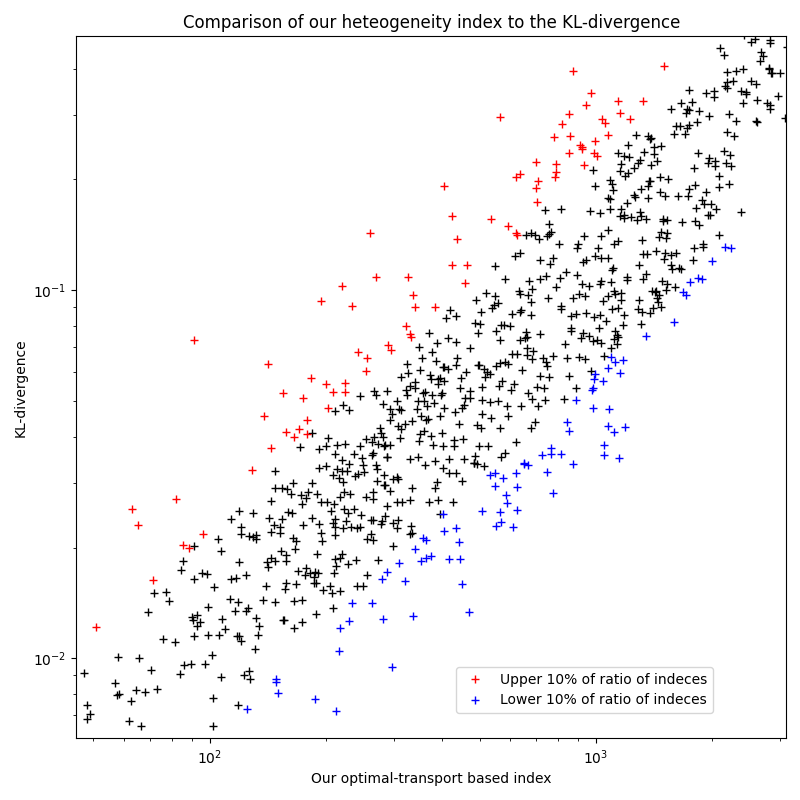 Comparison of our heteogeneity index to the KL-divergence
KL-divergence
10⁻¹
10⁻²
10²
10³
Our optimal-transport based index
Upper 10% of ratio of indeces
Lower 10% of ratio of indeces